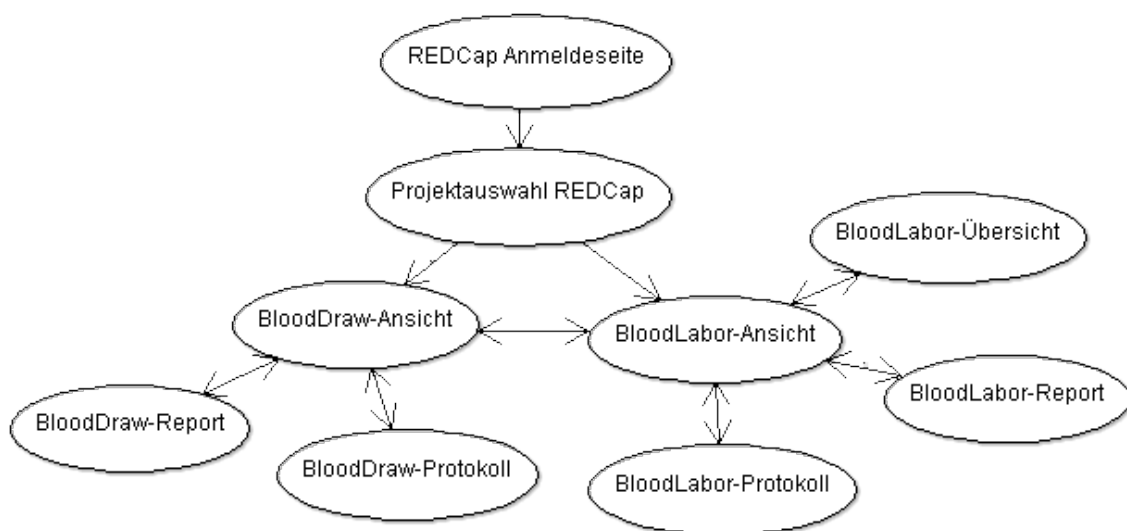 REDCap Anmeldeseite
Projektauswahl REDCap
BloodLabor-Übersicht
BloodDraw-Ansicht
BloodLabor-Ansicht
BloodDraw-Report
BloodLabor-Report
BloodDraw-Protokoll
BloodLabor-Protokoll